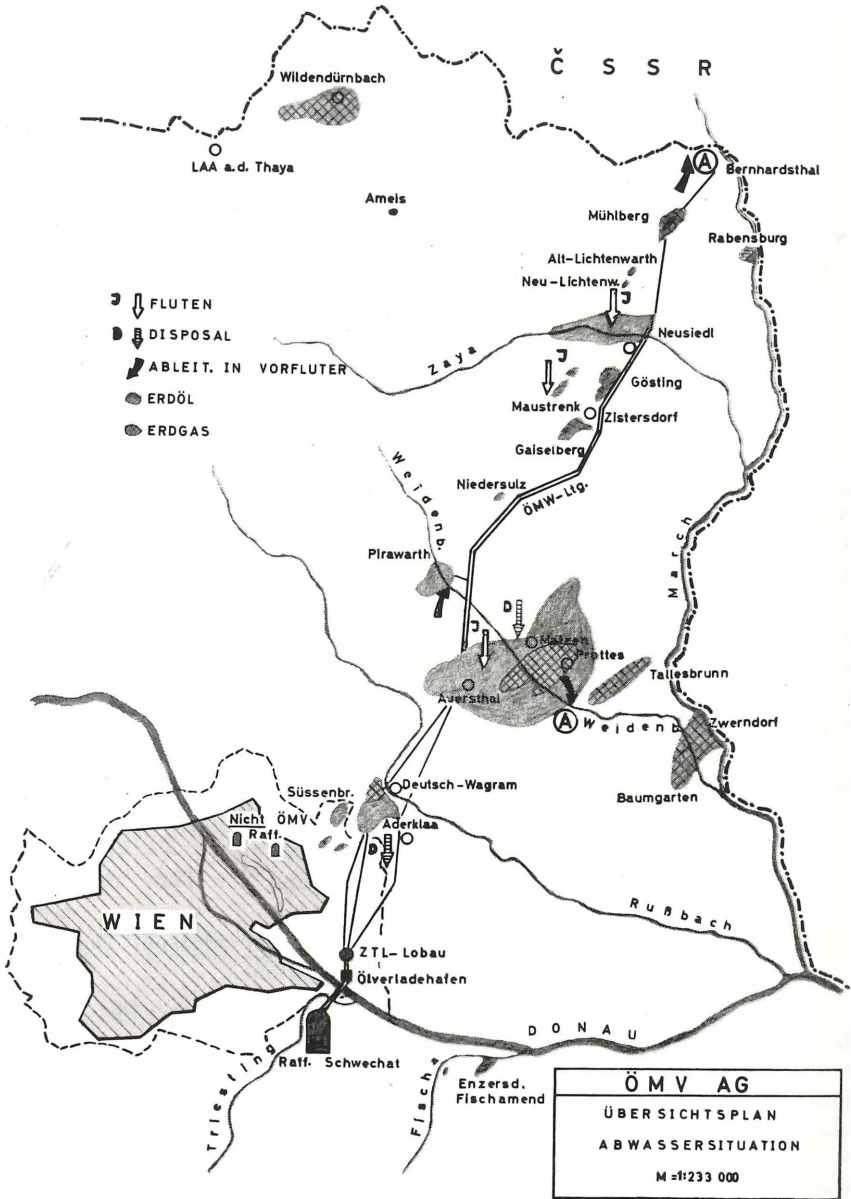 Č S S R
Wildendürnbach
LAA a.d. Thaya
A
Bernhardsthal
Ameis
Mühlberg
Rabensburg
Alt-Lichtenwarth
Neu-Lichtenw.
J
J FLUTEN
D DISPOSAL
ABLEIT. IN VORFLUTER
ERDÖL
ERDGAS
Zaya
Neusiedl
J
Gösting
Maustrenk
Zistersdorf
Gaiselberg
Weidenb.
Niedersulz
ÖMW-Ltg.
Pirawarth
March
D
J
Matzen
Prottes
Tallesbrunn
Auersthal
A
Weidenb.
Zwerndorf
Baumgarten
Süssenbr.
Deutsch-Wagram
Nicht ÖMV
Raff.
Aderklaa
D
WIEN
Rußbach
ZTL-Lobau
Ölverladehafen
DONAU
Raff. Schwechat
Triesting
Fischa
Enzersd.
Fischamend
ÖMV AG
ÜBERSICHTSPLAN
ABWASSERSITUATION
M =1:233 000